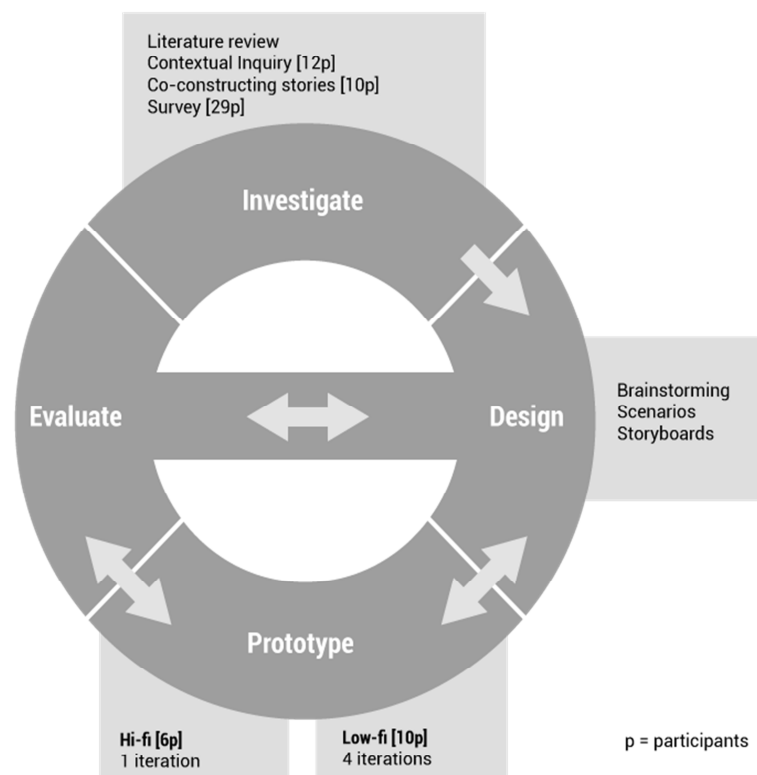 Literature review
Contextual Inquiry [12p]
Co-constructing stories [10p]
Survey [29p]
Investigate
Evaluate
Design
Brainstorming
Scenarios
Storyboards
Prototype
Hi-fi [6p]
1 iteration
Low-fi [10p]
4 iterations
p = participants